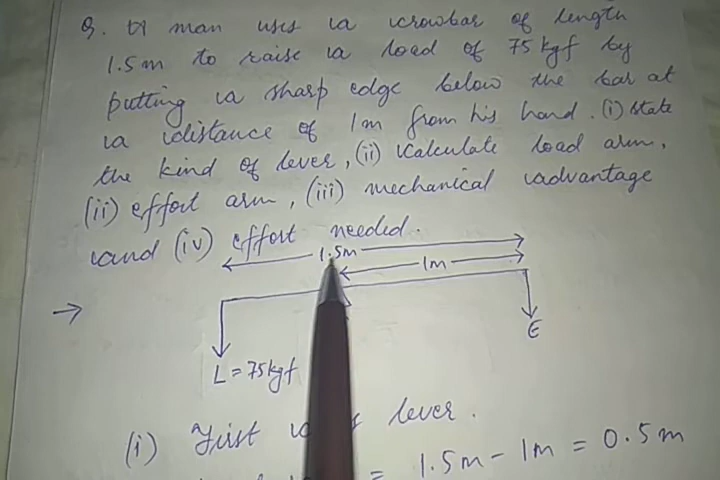 Q. A man uses a crowbar of length
1.5m to raise a load of 75kgf by
putting a sharp edge below the bar at
a distance of 1m from his hand. (i) state
the kind of lever, (ii) calculate load arm,
(ii) effort arm, (iii) mechanical advantage
and (iv) effort needed.
1.5m
1m
→
E
L = 75kgf
(i) First lever.
= 1.5m - 1m = 0.5m